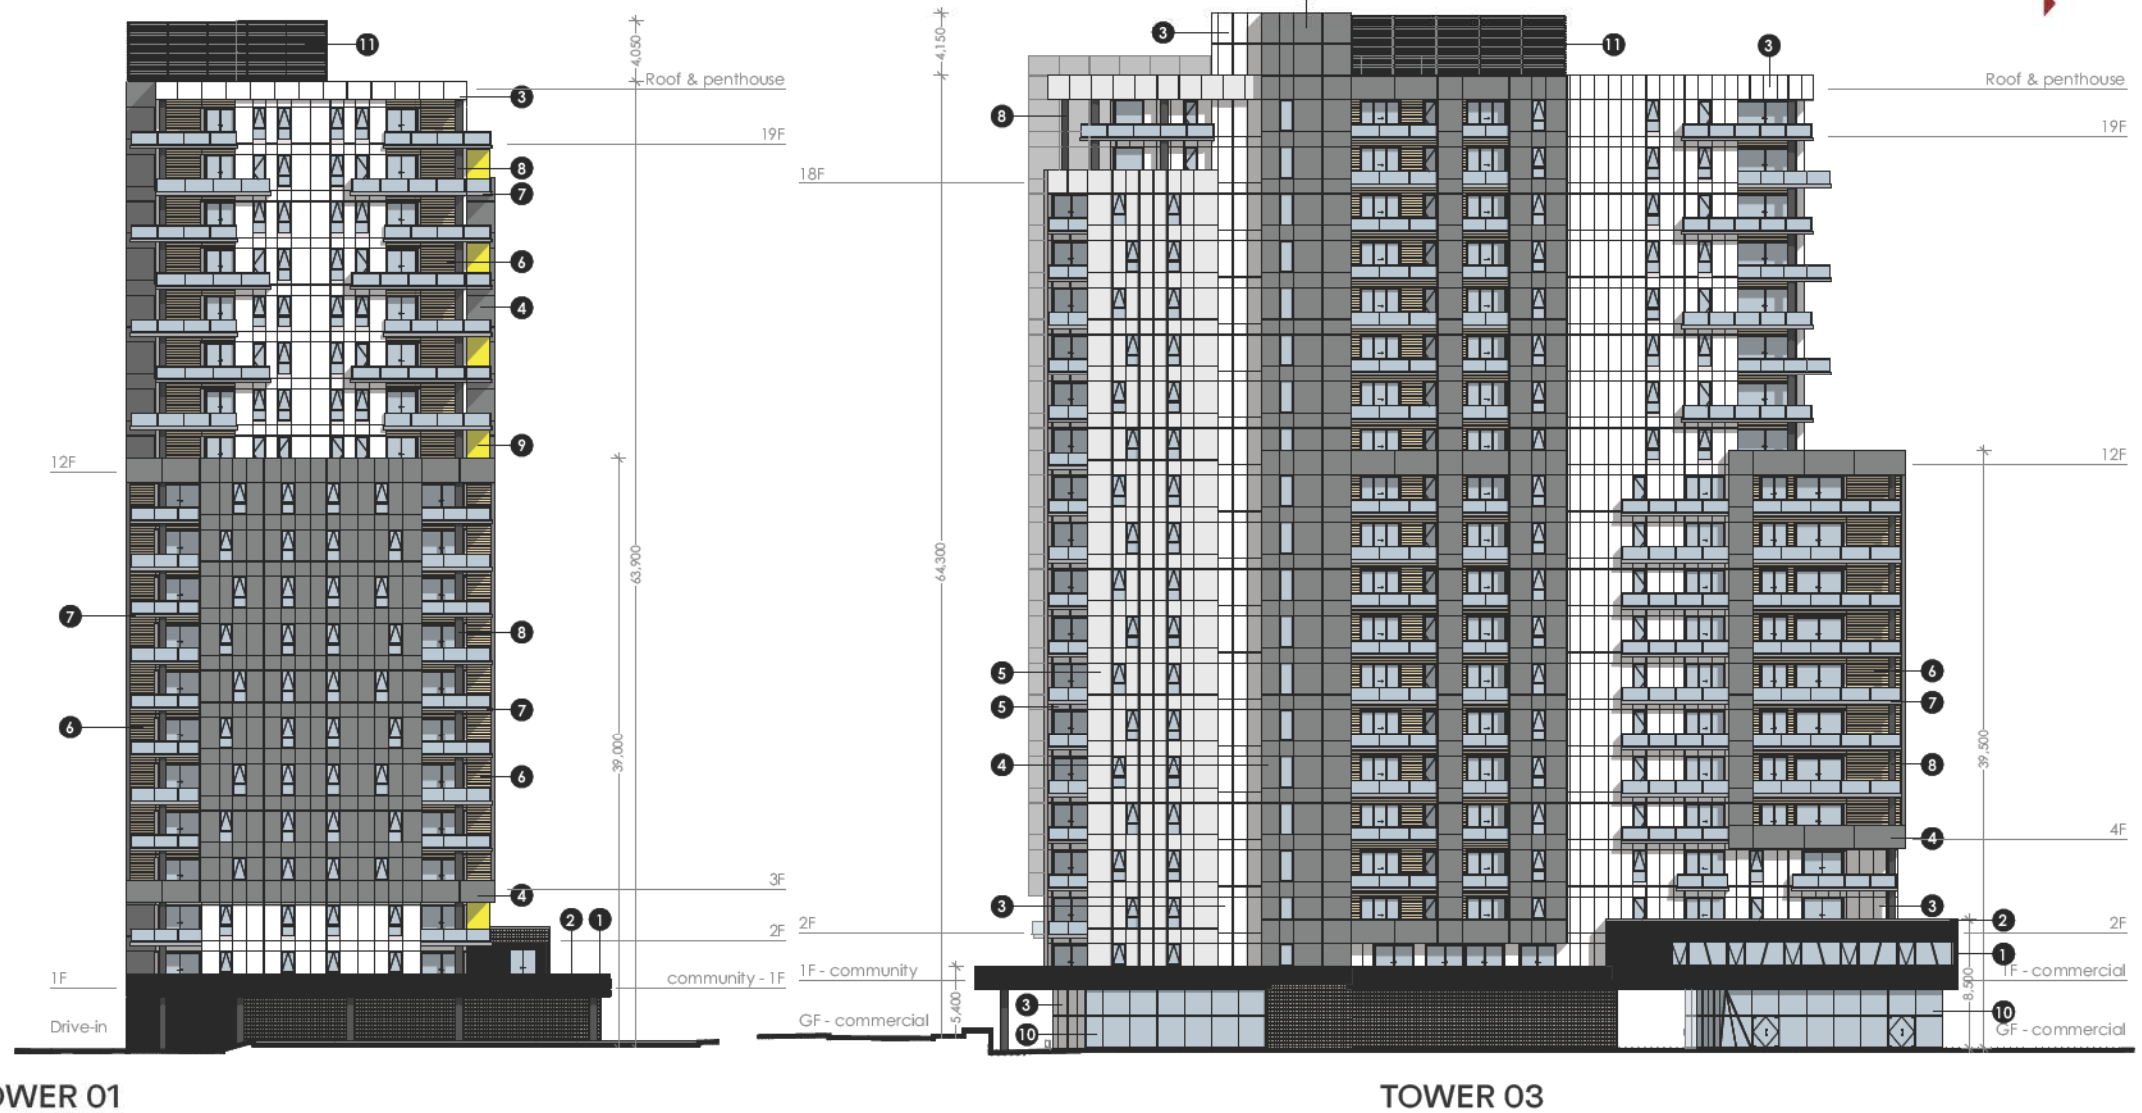 11
3
4,050
Roof & penthouse
19F
8
7
6
4
9
12F
63,900
39,000
7
8
6
7
6
3F
4
2
1
2F
1F
community - 1F
Drive-in
TOWER 01
4,150
3
11
3
Roof & penthouse
8
19F
18F
12F
64,300
5
5
4
6
7
39,500
8
4F
4
3
3
2
2F
2F
1
1F - community
1F - commercial
8,500
5,400
3
10
10
GF - commercial
GF - commercial
TOWER 03